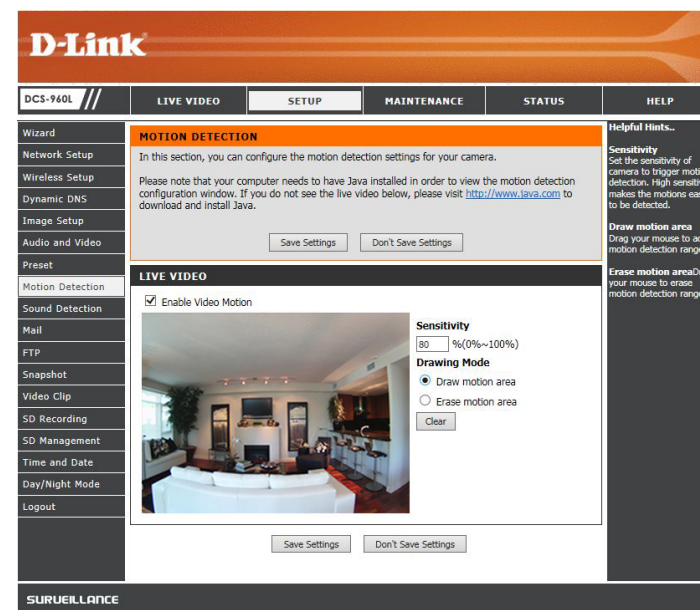 D-Link
DCS-960L
LIVE VIDEO
SETUP
MAINTENANCE
STATUS
HELP
Wizard
Network Setup
Wireless Setup
Dynamic DNS
Image Setup
Audio and Video
Preset
Motion Detection
Sound Detection
Mail
FTP
Snapshot
Video Clip
SD Recording
SD Management
Time and Date
Day/Night Mode
Logout
MOTION DETECTION
In this section, you can configure the motion detection settings for your camera.
Please note that your computer needs to have Java installed in order to view the motion detection
configuration window. If you do not see the live video below, please visit http://www.java.com to
download and install Java.
Save Settings
Don't Save Settings
LIVE VIDEO
Enable Video Motion
Sensitivity
80 %(0%~100%)
Drawing Mode
Draw motion area
Erase motion area
Clear
Save Settings
Don't Save Settings
Helpful Hints..
Sensitivity
Set the sensitivity of
camera to trigger moti
detection. High sensitiv
makes the motions eas
to be detected.
Draw motion area
Drag your mouse to ad
motion detection range
Erase motion areaDr
your mouse to erase
motion detection range
SURVEILLANCE